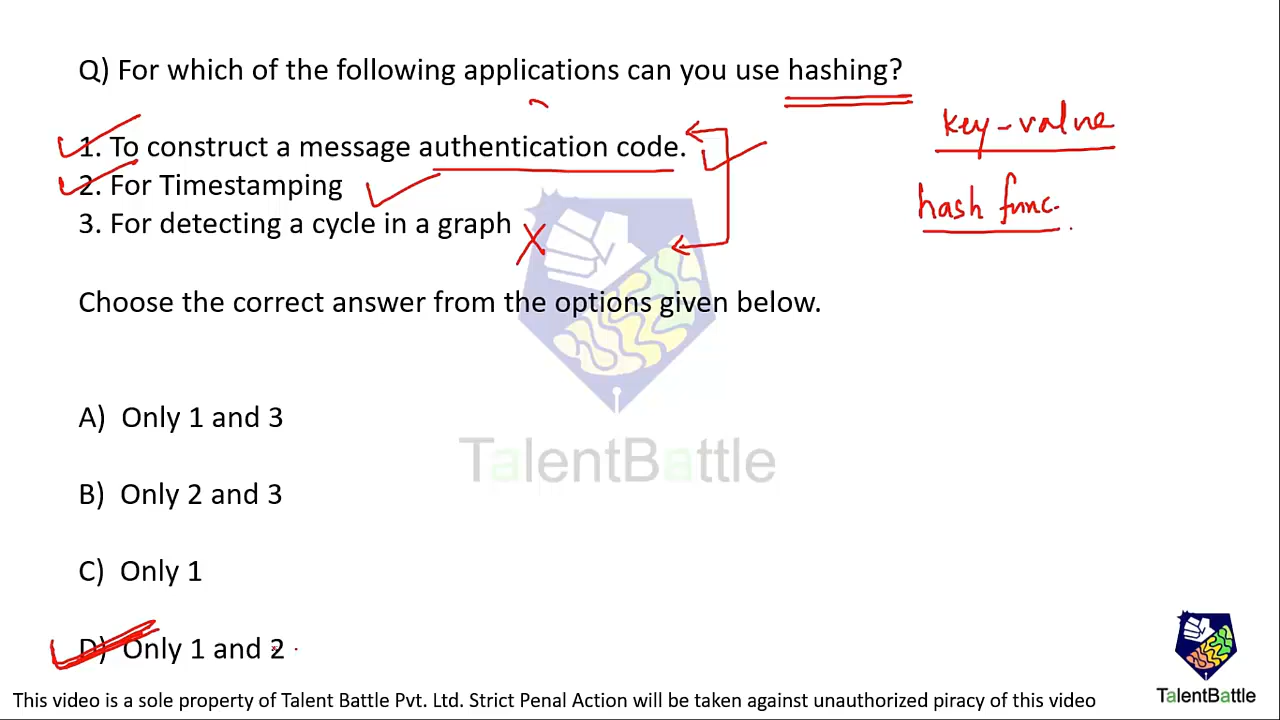 Q) For which of the following applications can you use hashing?
key-value
1. To construct a message authentication code.
2. For Timestamping
hash func.
3. For detecting a cycle in a graph
Choose the correct answer from the options given below.
A) Only 1 and 3
TalentBattle
B) Only 2 and 3
C) Only 1
D) Only 1 and 2
TalentBattle
This video is a sole property of Talent Battle Pvt. Ltd. Strict Penal Action will be taken against unauthorized piracy of this video